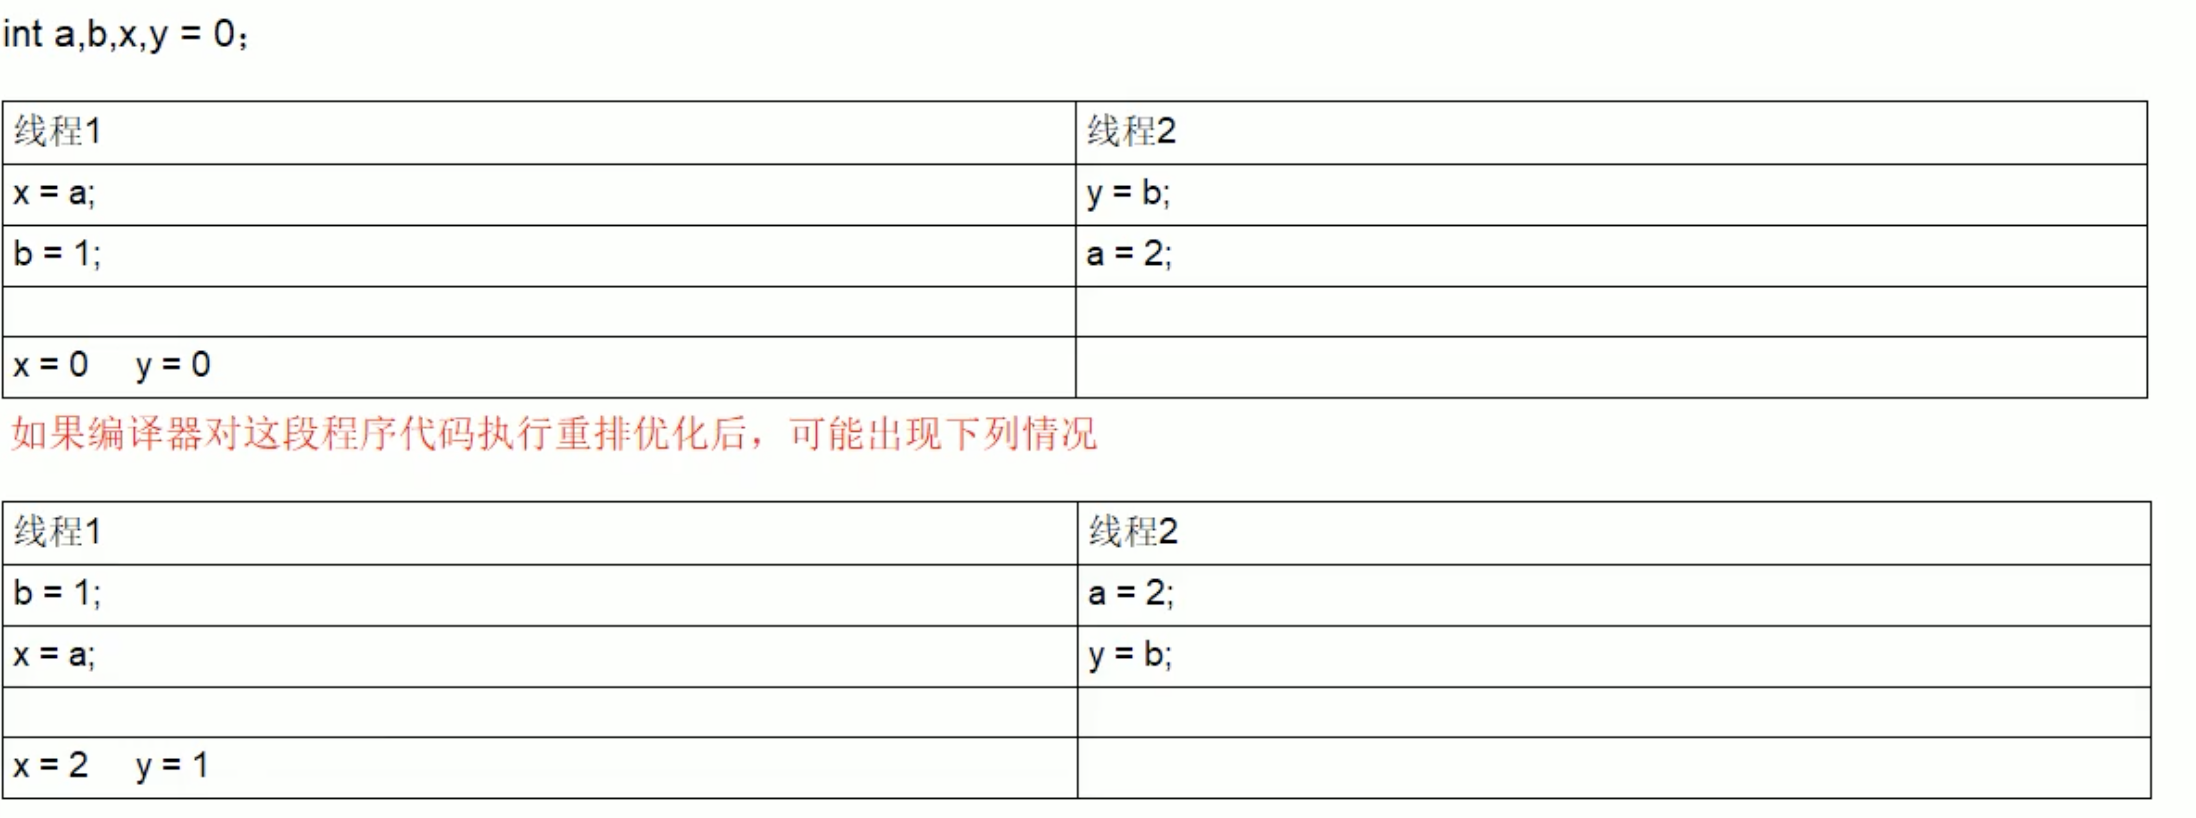 int a,b,x,y = 0；
线程1 线程2
x = a; y = b;
b = 1; a = 2;
x = 0 y = 0
如果编译器对这段程序代码执行重排优化后，可能出现下列情况
线程1 线程2
b = 1; a = 2;
x = a; y = b;
x = 2 y = 1